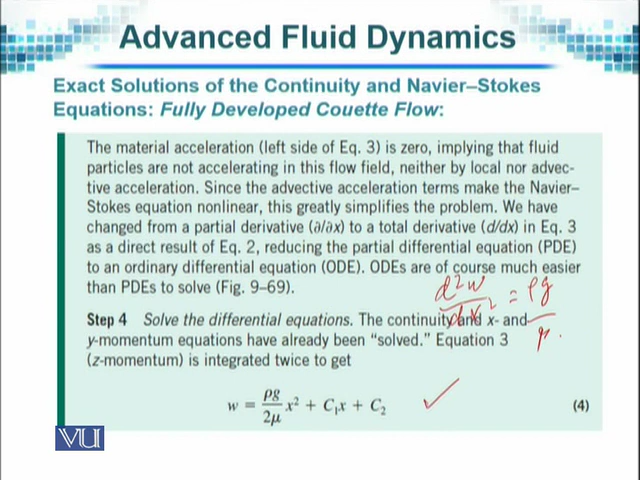 Advanced Fluid Dynamics
Exact Solutions of the Continuity and Navier–Stokes
Equations: Fully Developed Couette Flow:
The material acceleration (left side of Eq. 3) is zero, implying that fluid
particles are not accelerating in this flow field, neither by local nor advec-
tive acceleration. Since the advective acceleration terms make the Navier–
Stokes equation nonlinear, this greatly simplifies the problem. We have
changed from a partial derivative (∂/∂x) to a total derivative (d/dx) in Eq. 3
as a direct result of Eq. 2, reducing the partial differential equation (PDE)
to an ordinary differential equation (ODE). ODEs are of course much easier
than PDEs to solve (Fig. 9–69).
d²w/dx² = ρg/μ
Step 4 Solve the differential equations. The continuity and x- and
y-momentum equations have already been “solved.” Equation 3
(z-momentum) is integrated twice to get
w = ρg/2μ x² + C₁x + C₂ (4)
VU